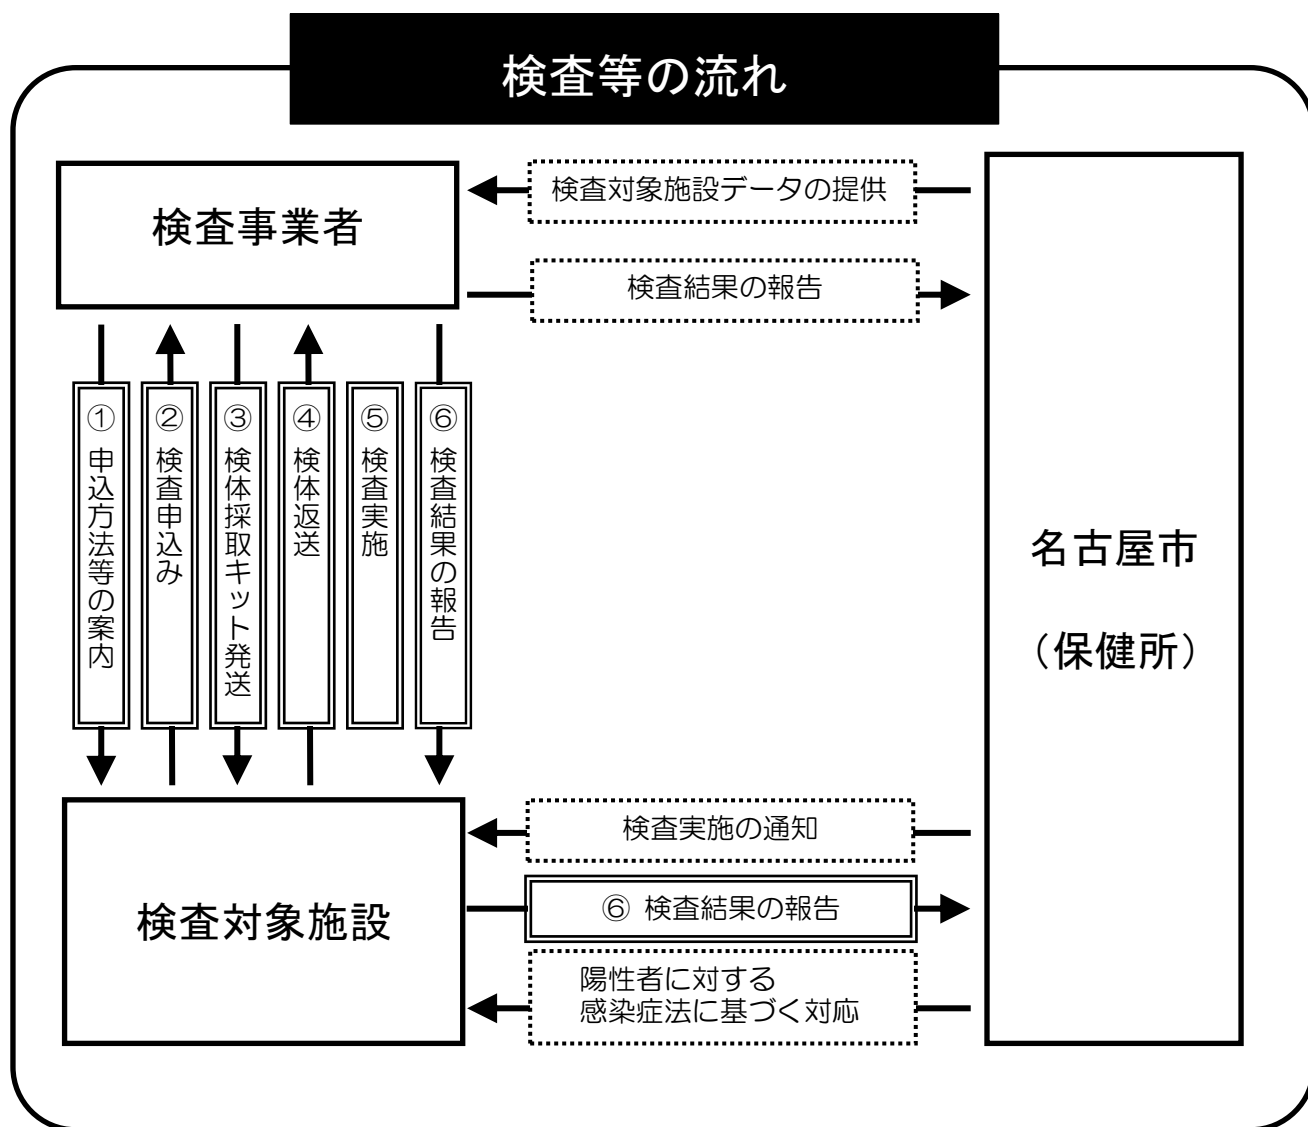 検査等の流れ
検査事業者
検査対象施設データの提供
検査結果の報告
① 申込方法等の案内
② 検査申込み
③ 検体採取キット発送
④ 検体返送
⑤ 検査実施
⑥ 検査結果の報告
名古屋市
（保健所）
検査対象施設
検査実施の通知
⑥ 検査結果の報告
陽性者に対する
感染症法に基づく対応